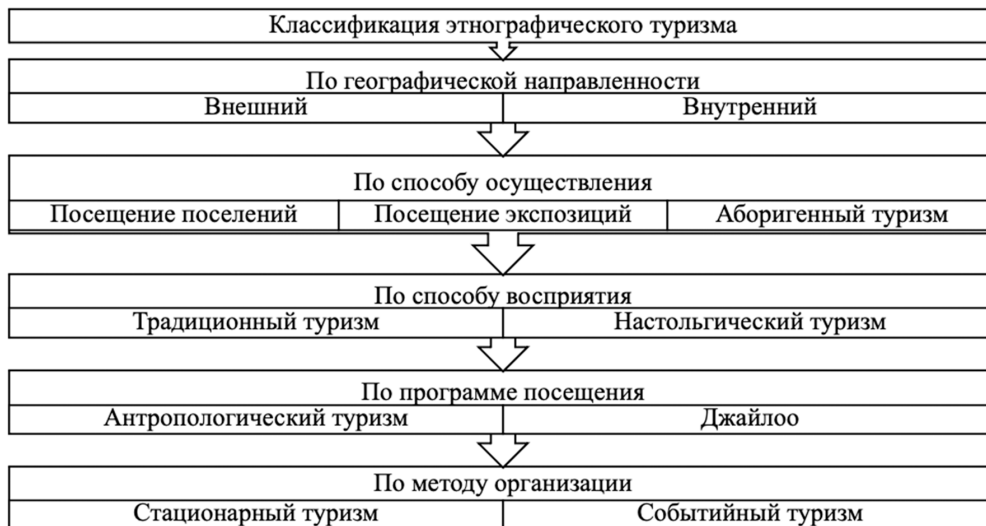 Классификация этнографического туризма
По географической направленности
Внешний Внутренний
По способу осуществления
Посещение поселений Посещение экспозиций Аборигенный туризм
По способу восприятия
Традиционный туризм Настольгический туризм
По программе посещения
Антропологический туризм Джайлоо
По методу организации
Стационарный туризм Событийный туризм